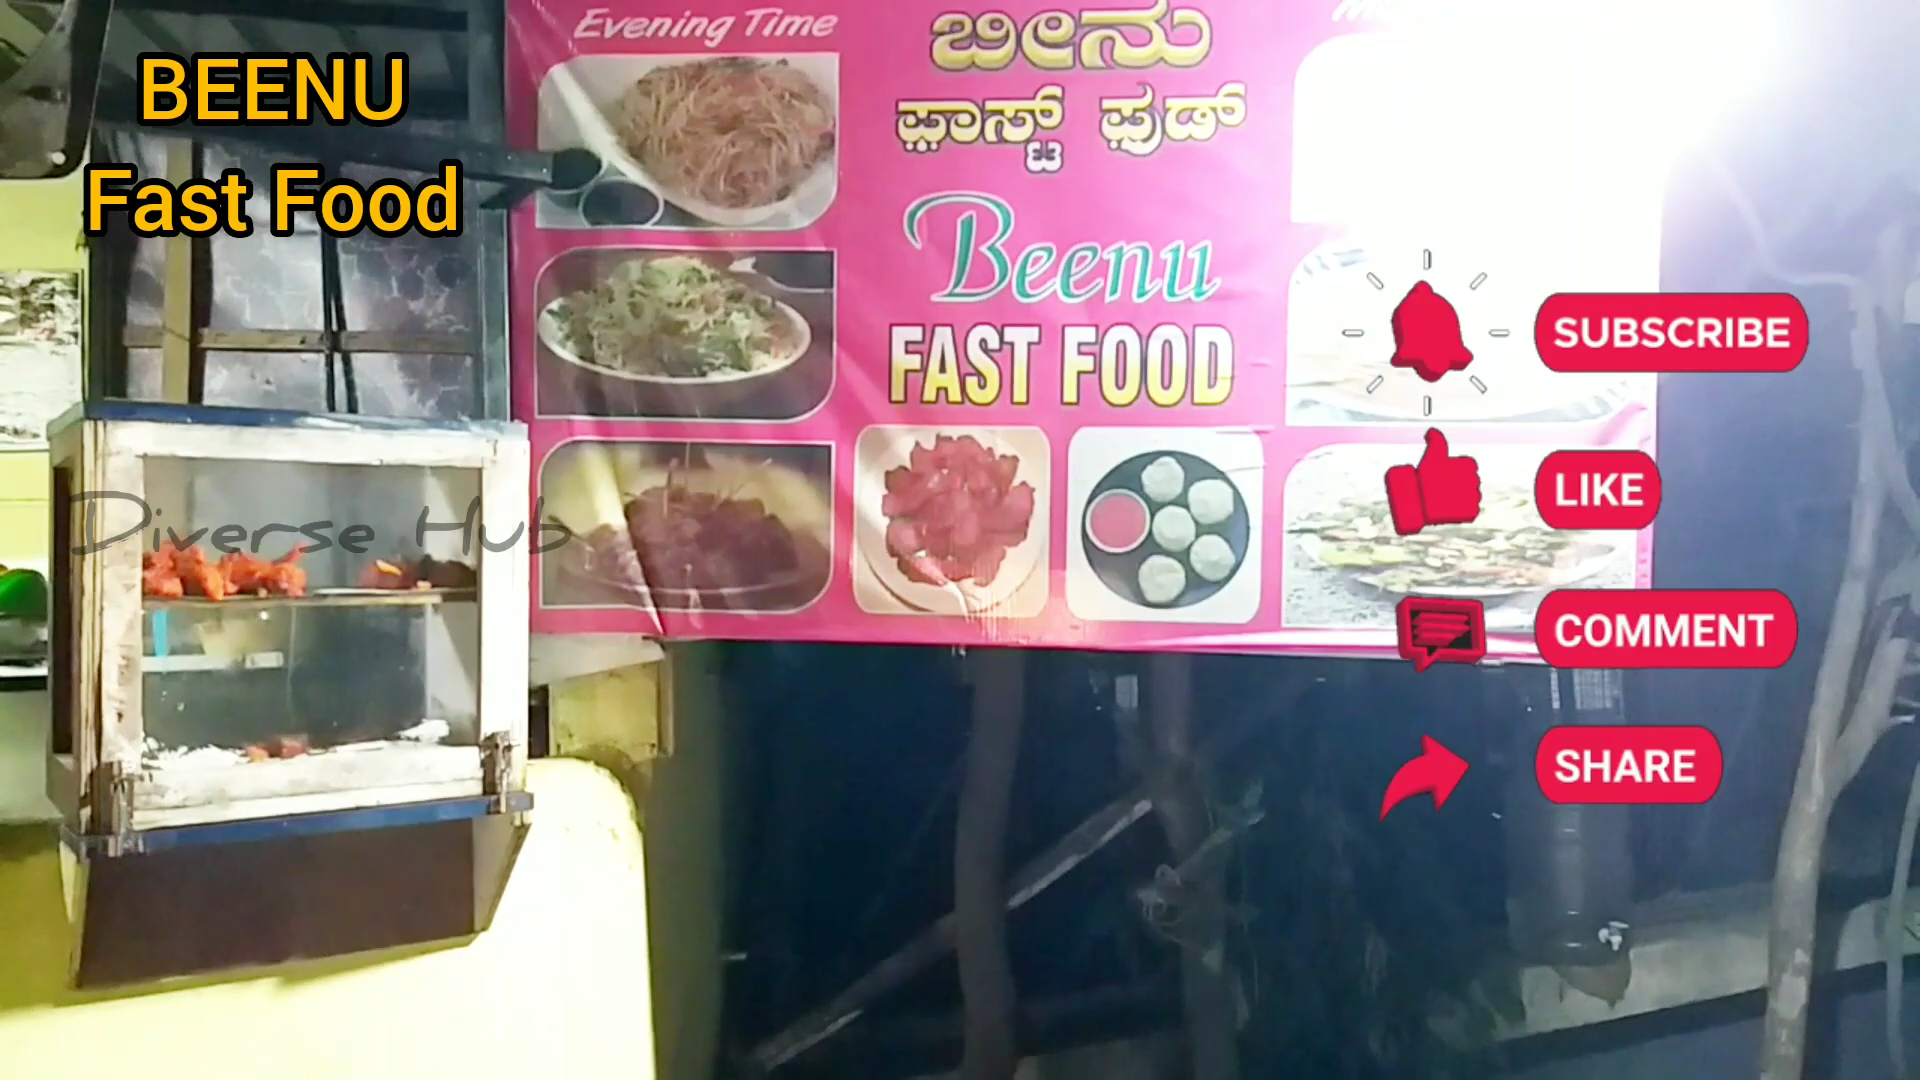 BEENU
Fast Food
Evening Time
ಬೀನು
ಫಾಸ್ಟ್ ಫುಡ್
Beenu
FAST FOOD
Diverse Hub
SUBSCRIBE
LIKE
COMMENT
SHARE